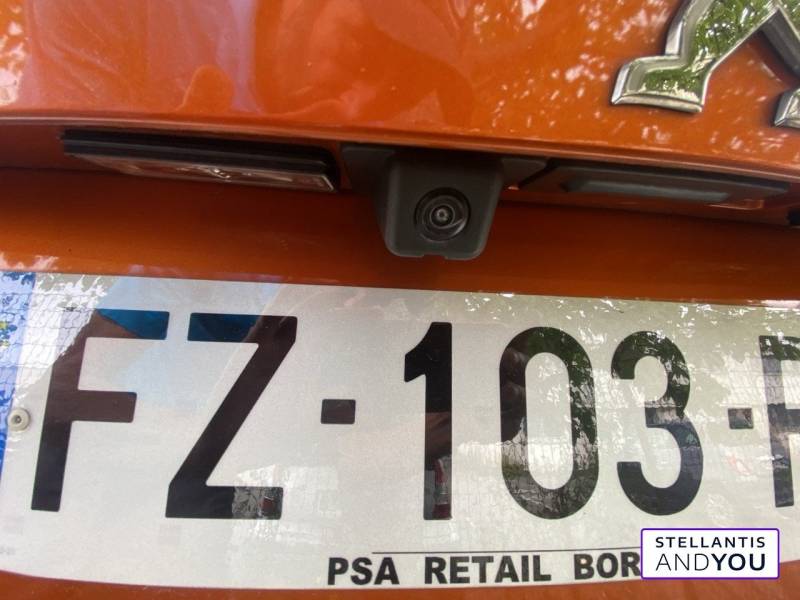 FZ-103-
PSA RETAIL BOR
STELLANTIS
ANDYOU